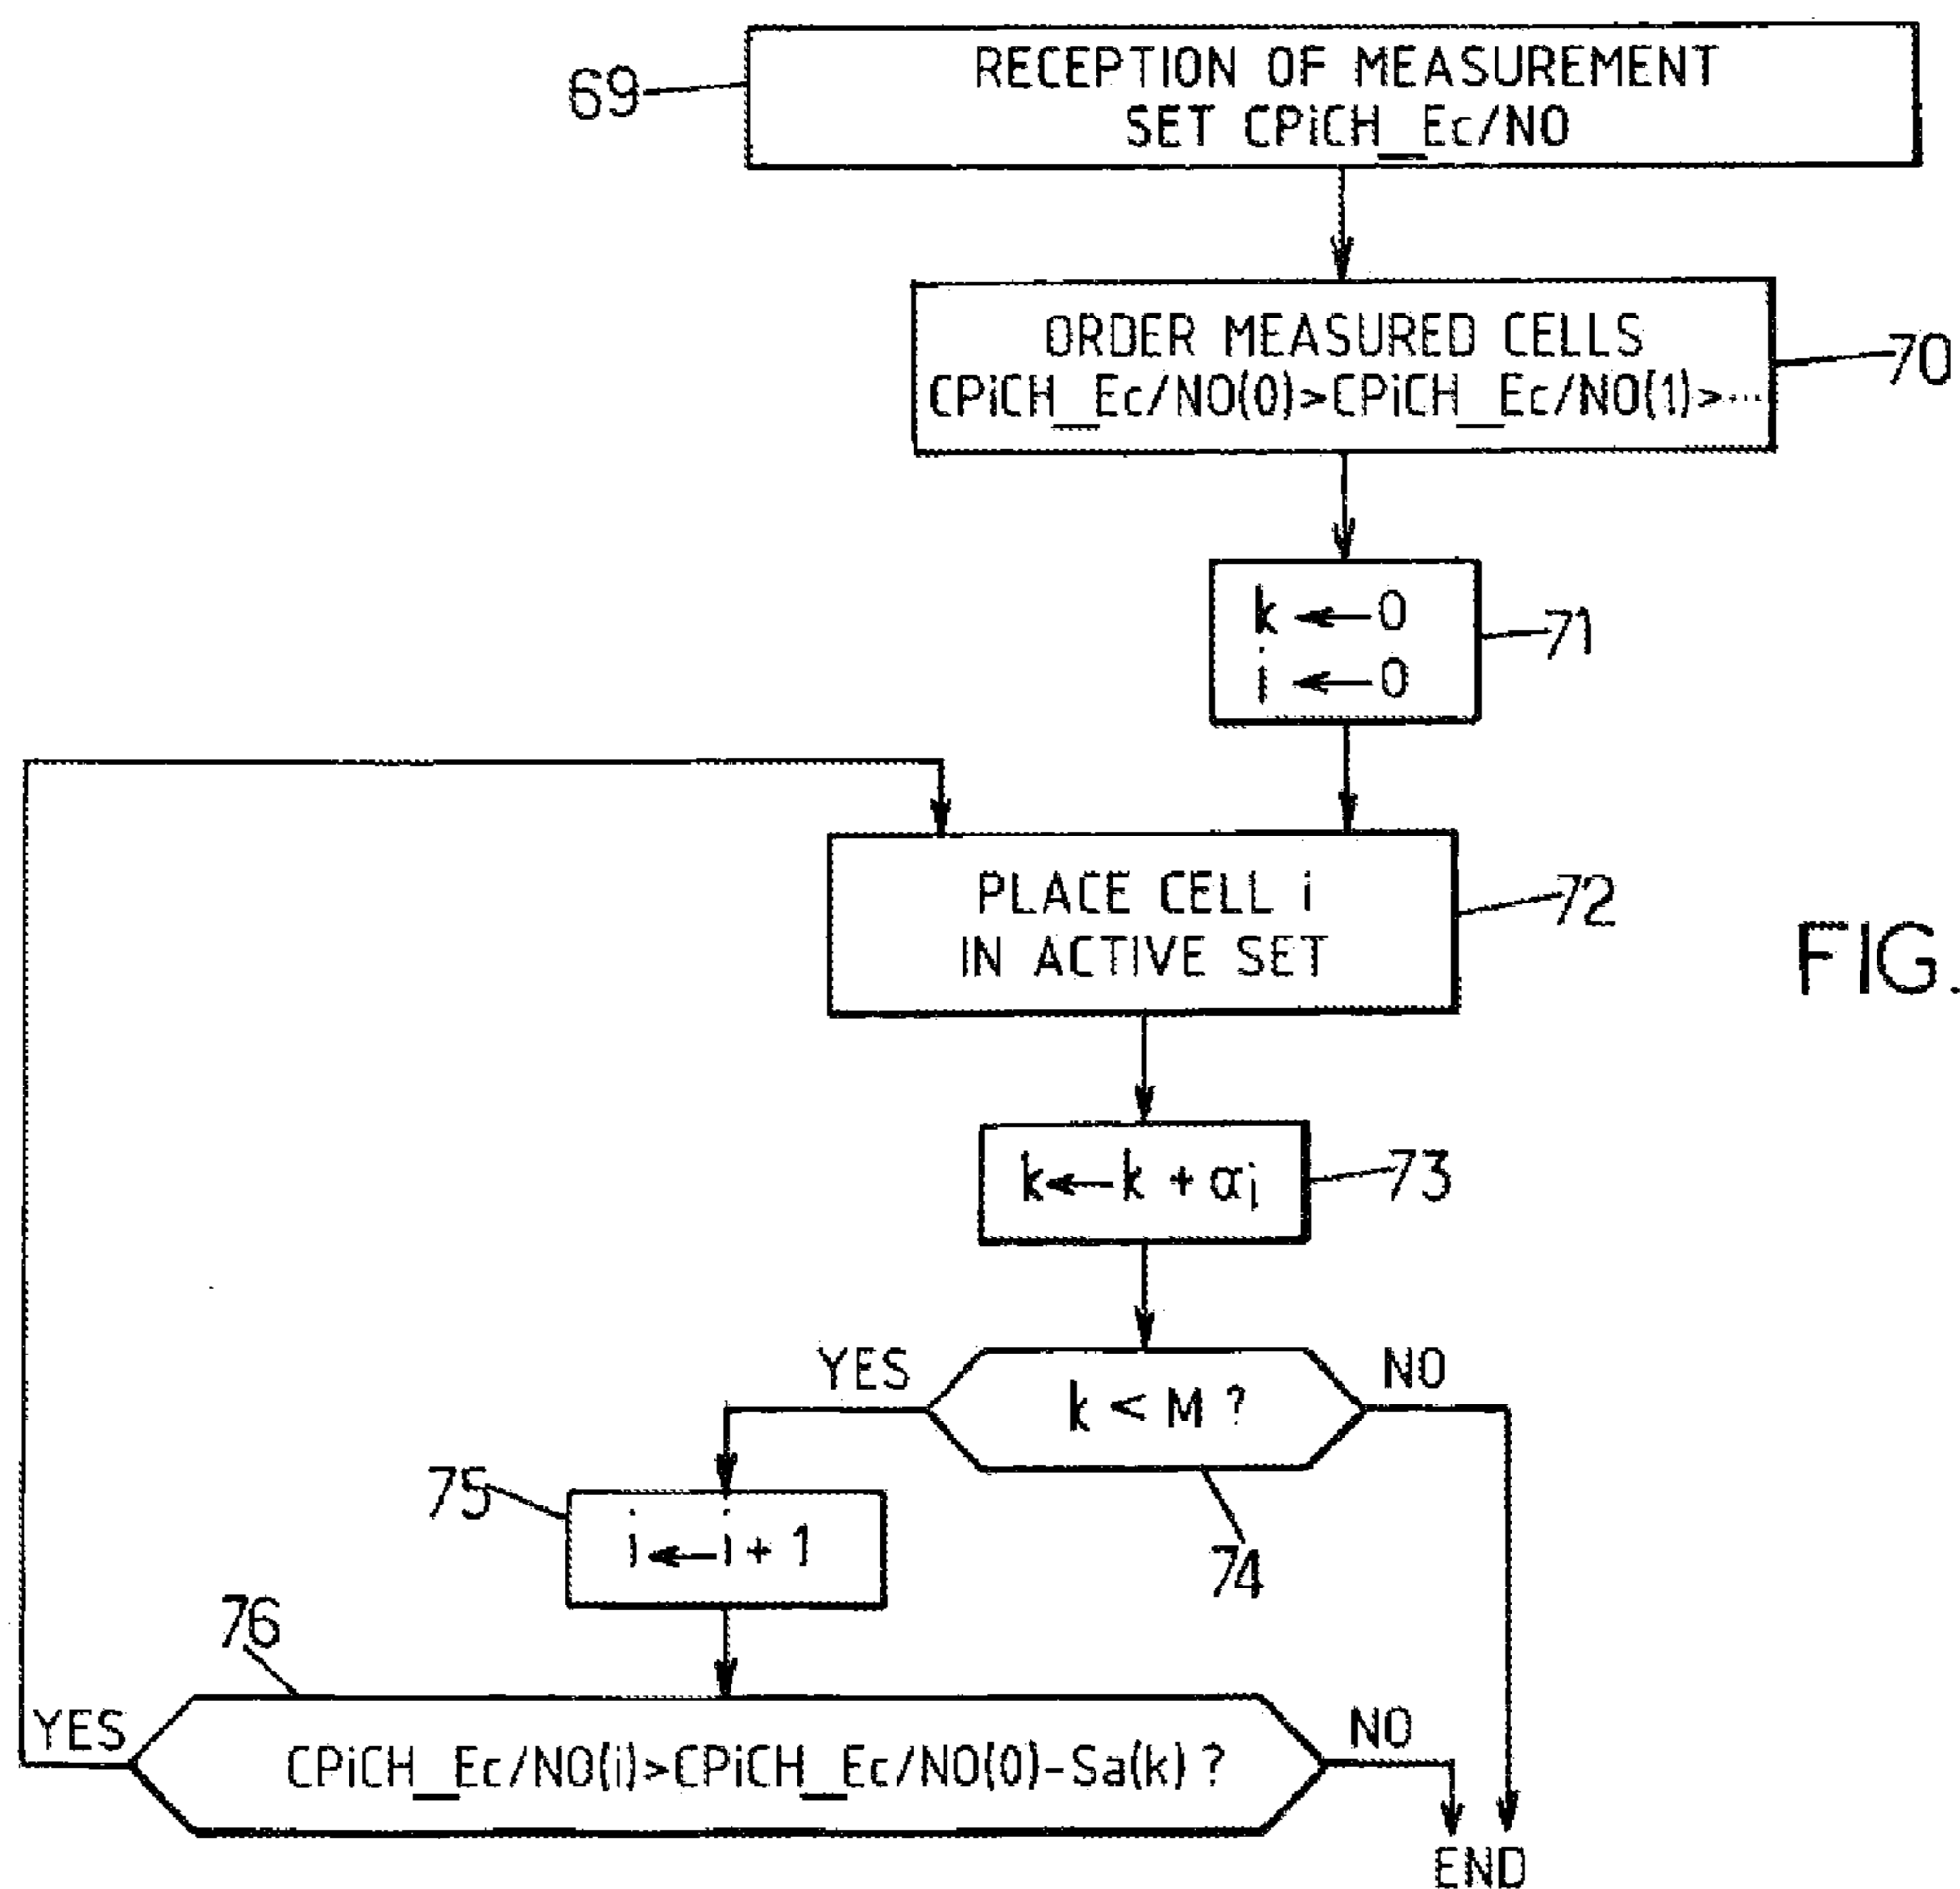 69
RECEPTION OF MEASUREMENT
SET CPiCH_Ec/NO
ORDER MEASURED CELLS
CPiCH_Ec/NO(0)>CPiCH_Ec/NO(1)>...
70
k ← 0
i ← 0
71
PLACE CELL i
IN ACTIVE SET
72
FIG.
k ← k + αi
73
YES
k < M ?
NO
74
75
i ← i + 1
76
YES
CPiCH_Ec/NO(i)>CPiCH_Ec/NO(0)-Sa(k) ?
NO
END